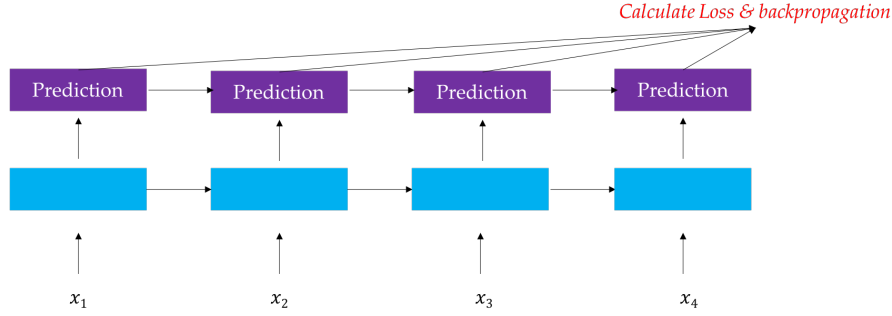 Calculate Loss & backpropagation
Prediction Prediction Prediction Prediction
x₁ x₂ x₃ x₄